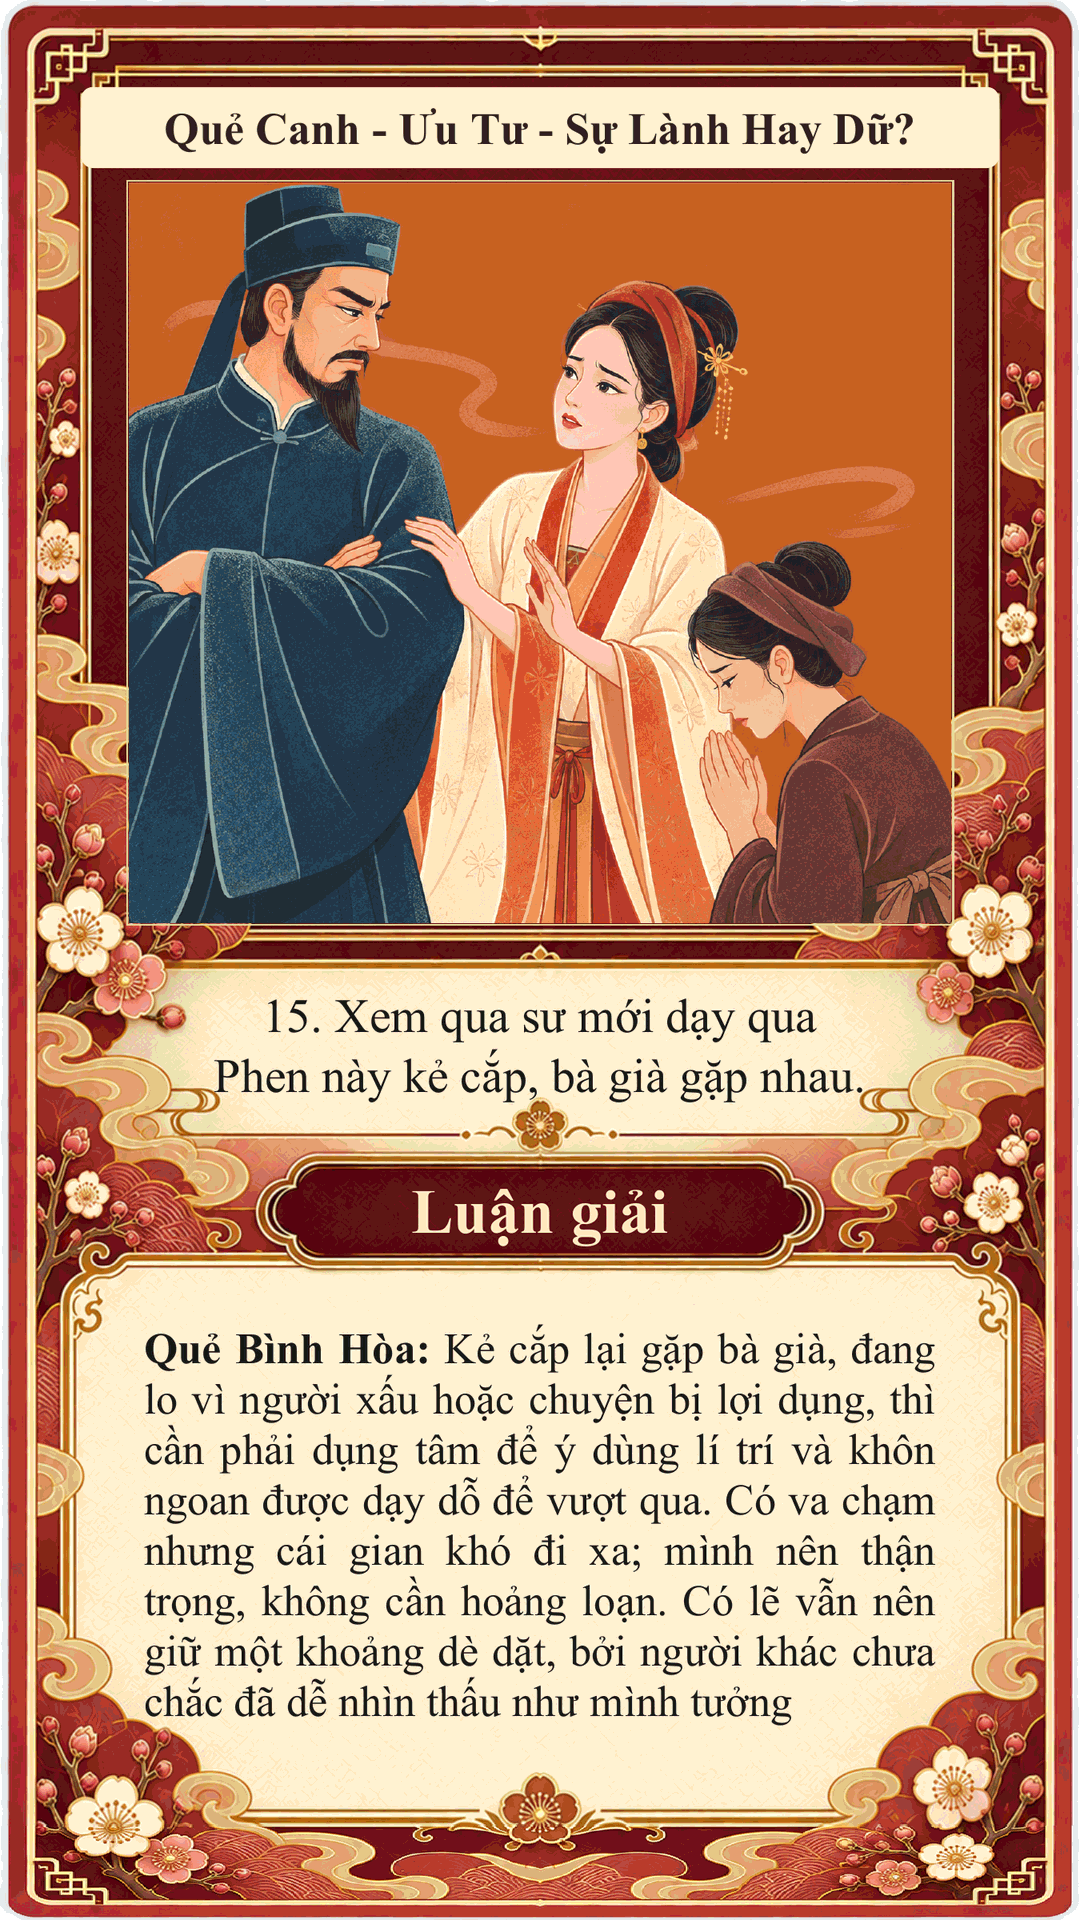 Quẻ Canh - Ưu Tư - Sự Lành Hay Dữ?
15. Xem qua sư mới dạy qua
Phen này kẻ cắp, bà già gặp nhau.
Luận giải
Quẻ Bình Hòa: Kẻ cắp lại gặp bà già, đang
lo vì người xấu hoặc chuyện bị lợi dụng, thì
cần phải dụng tâm để ý dùng lí trí và khôn
ngoan được dạy dỗ để vượt qua. Có va chạm
nhưng cái gian khó đi xa; mình nên thận
trọng, không cần hoảng loạn. Có lẽ vẫn nên
giữ một khoảng dè dặt, bởi người khác chưa
chắc đã dễ nhìn thấu như mình tưởng